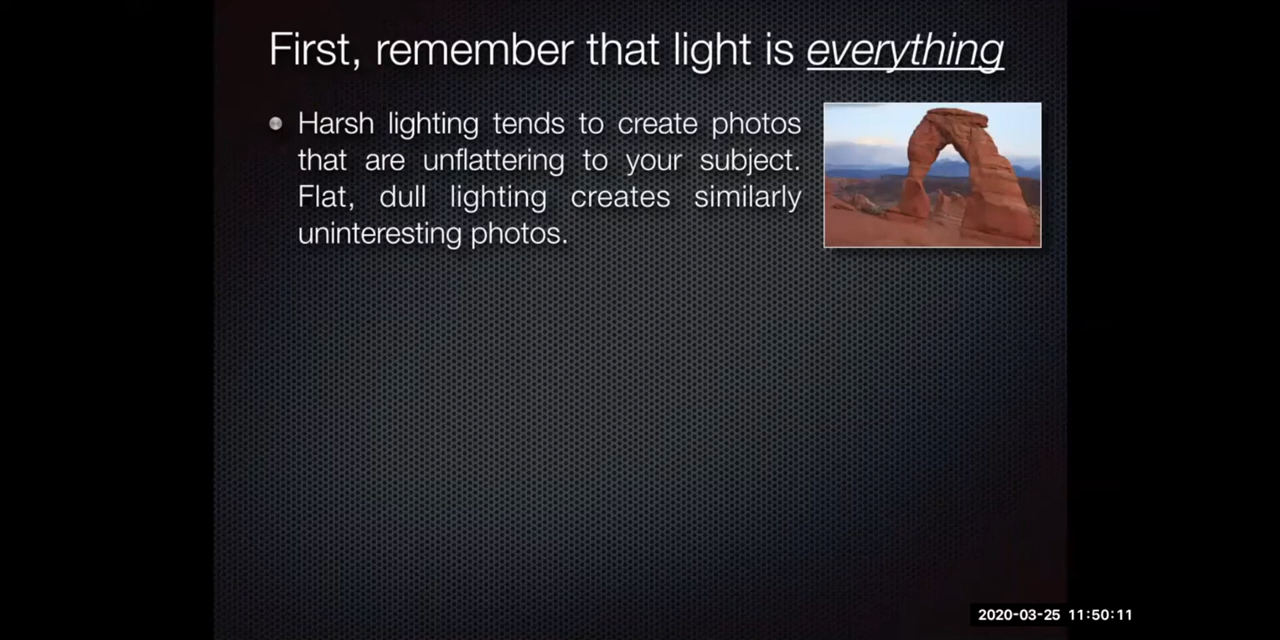 First, remember that light is everything
Harsh lighting tends to create photos
that are unflattering to your subject.
Flat, dull lighting creates similarly
uninteresting photos.
2020-03-25 11:50:11